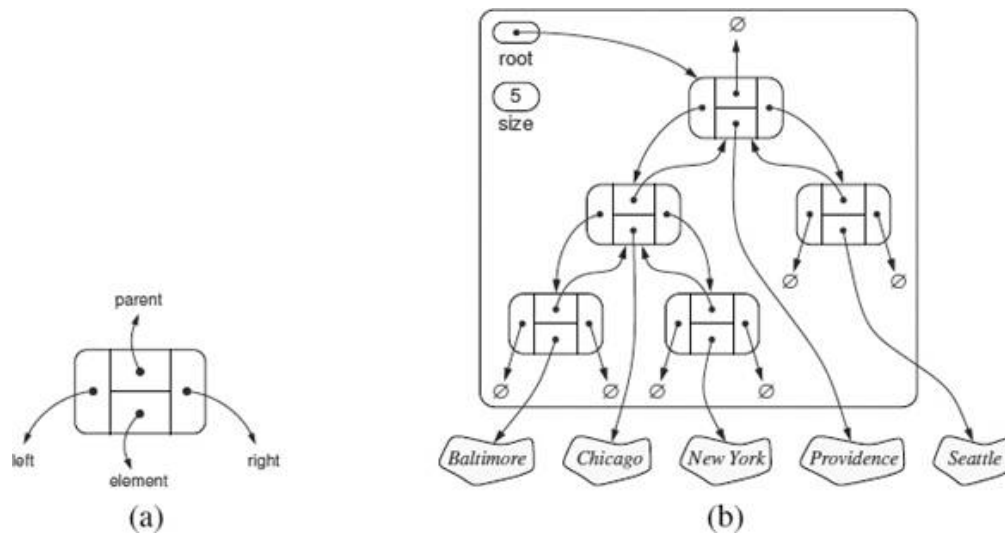 parent
left
right
element
(a)
∅
root
5
size
∅
∅
∅
∅
∅
∅
Baltimore
Chicago
New York
Providence
Seattle
(b)